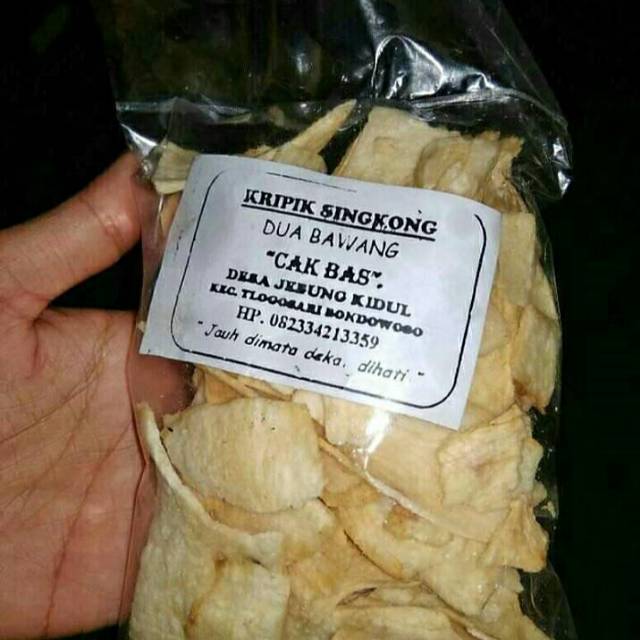 KRIPIK SINGKONG
DUA BAWANG
"CAK BAS".
DESA JEBUNG KIDUL
KEC. TLOGOSARI BONDOWOSO
HP. 082334213359
"Jauh dimata deka. dihati."